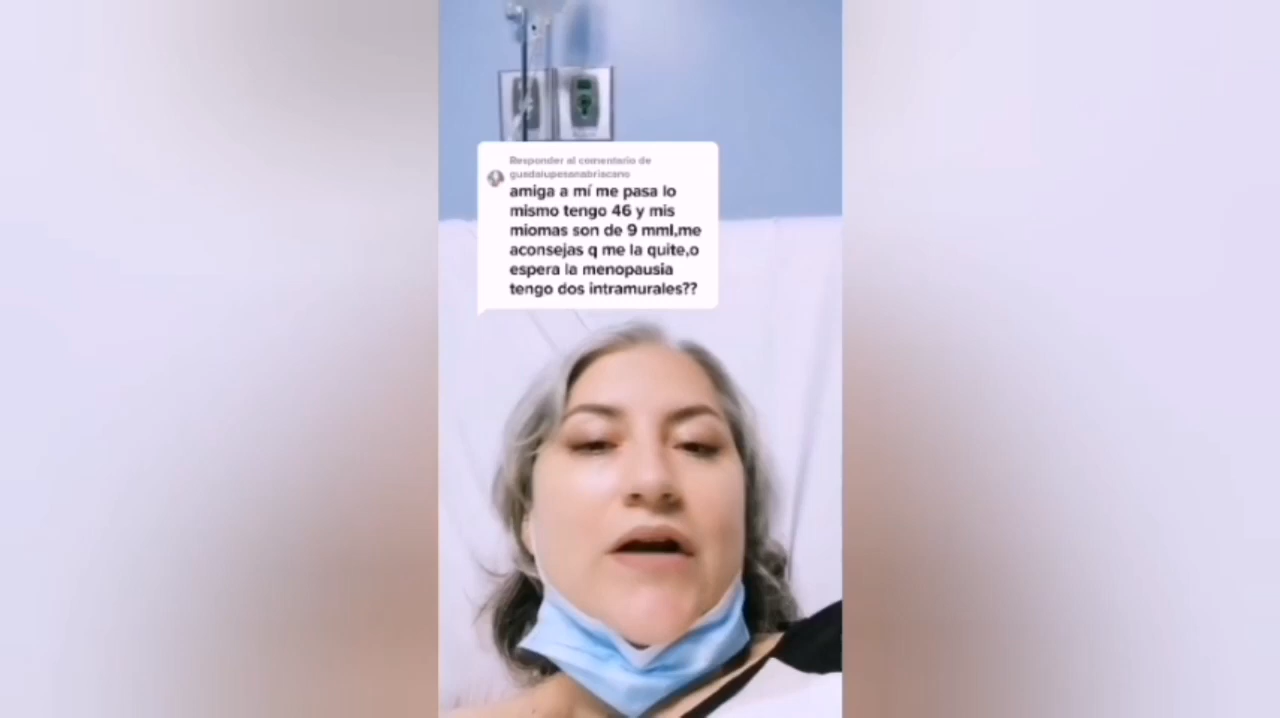 Responder al comentario de
guadalupesanabriacano
amiga a mí me pasa lo
mismo tengo 46 y mis
miomas son de 9 mml,me
aconsejas q me la quite,o
espera la menopausia
tengo dos intramurales??